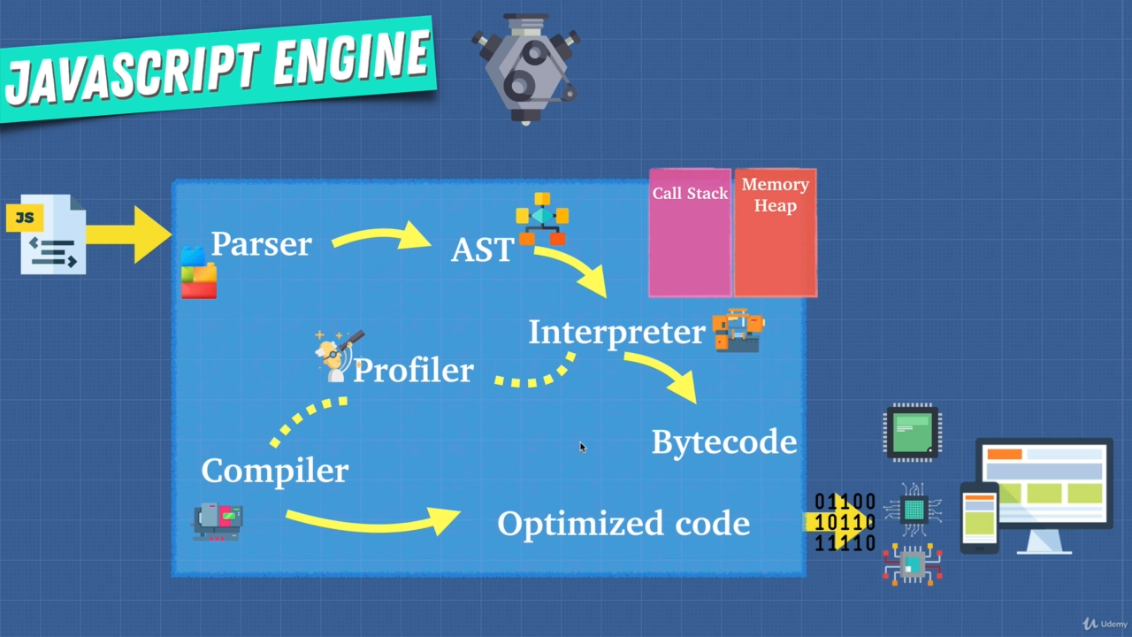 JAVASCRIPT ENGINE
JS
Parser
AST
Call Stack
Memory
Heap
Interpreter
Profiler
Bytecode
Compiler
Optimized code
01100
10110
11110
Udemy